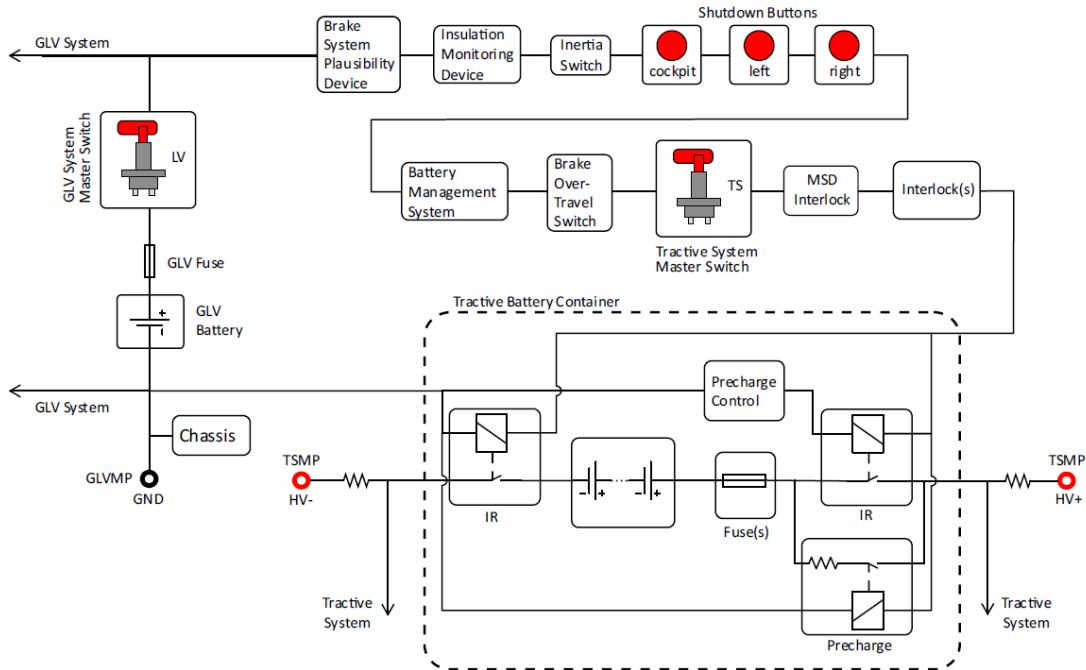 GLV System
Brake
System
Plausibility
Device
Insulation
Monitoring
Device
Inertia
Switch
Shutdown Buttons
cockpit
left
right
GLV System
Master Switch
LV
Battery
Management
System
Brake
Over-
Travel
Switch
TS
Tractive System
Master Switch
MSD
Interlock
Interlock(s)
GLV Fuse
+
-
GLV
Battery
Tractive Battery Container
GLV System
Precharge
Control
Chassis
GLVMP
GND
TSMP
HV-
IR
- + - +
Fuse(s)
IR
TSMP
HV+
Tractive
System
Precharge
Tractive
System